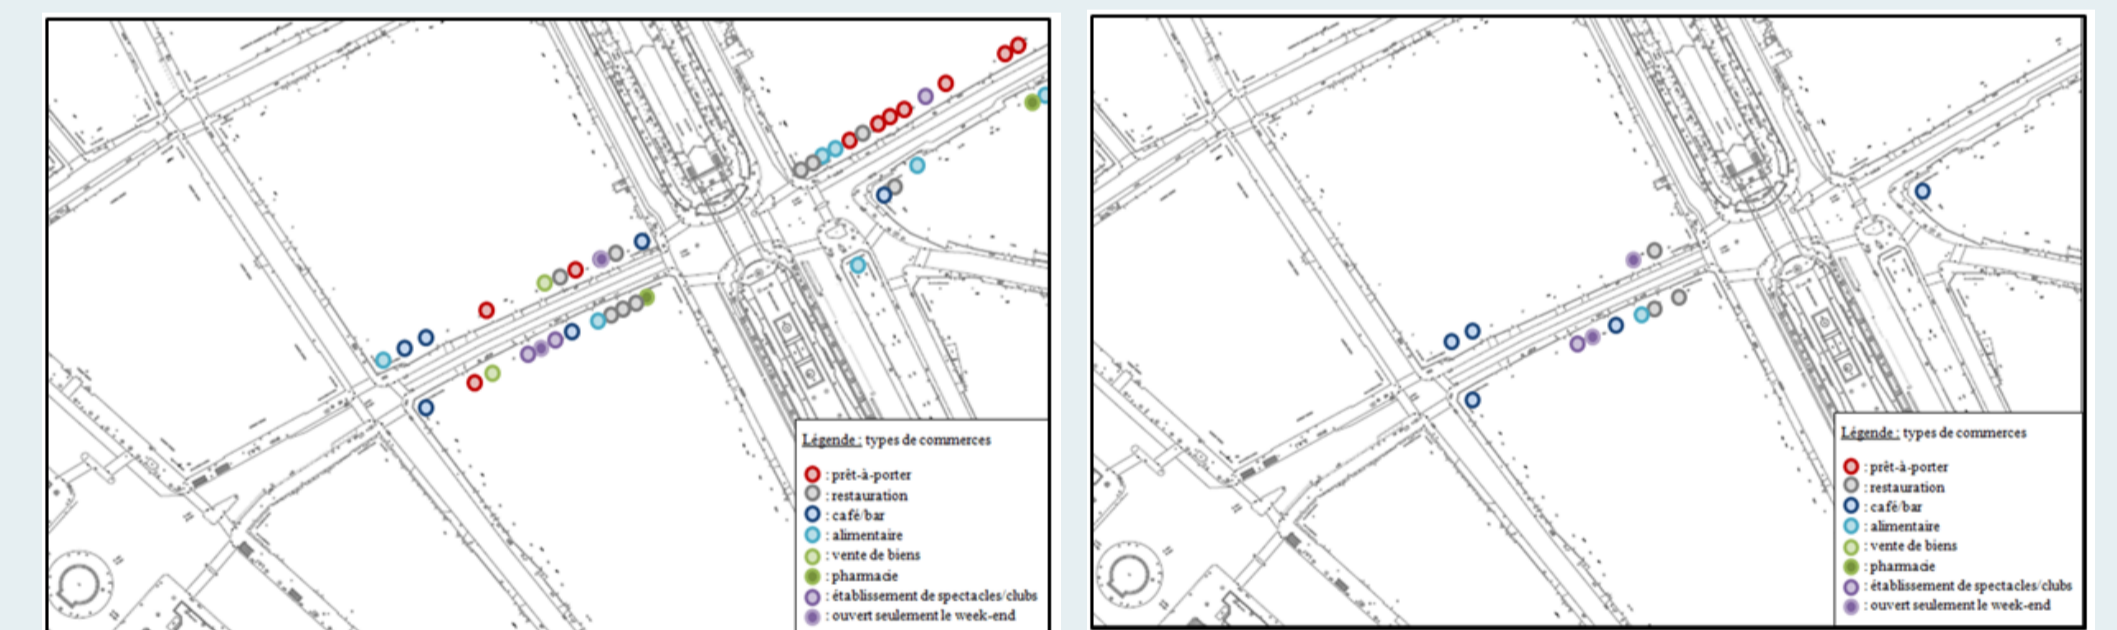 Légende : types de commerces
: prêt-à-porter
: restauration
: café/bar
: alimentaire
: vente de biens
: pharmacie
: établissement de spectacles/clubs
: ouvert seulement le week-end
Légende : types de commerces
: prêt-à-porter
: restauration
: café/bar
: alimentaire
: vente de biens
: pharmacie
: établissement de spectacles/clubs
: ouvert seulement le week-end